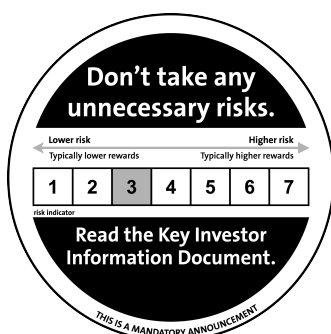 Don't take any
unnecessary risks.
Lower risk Higher risk
Typically lower rewards Typically higher rewards
1 2 3 4 5 6 7
risk indicator
Read the Key Investor
Information Document.
THIS IS A MANDATORY ANNOUNCEMENT